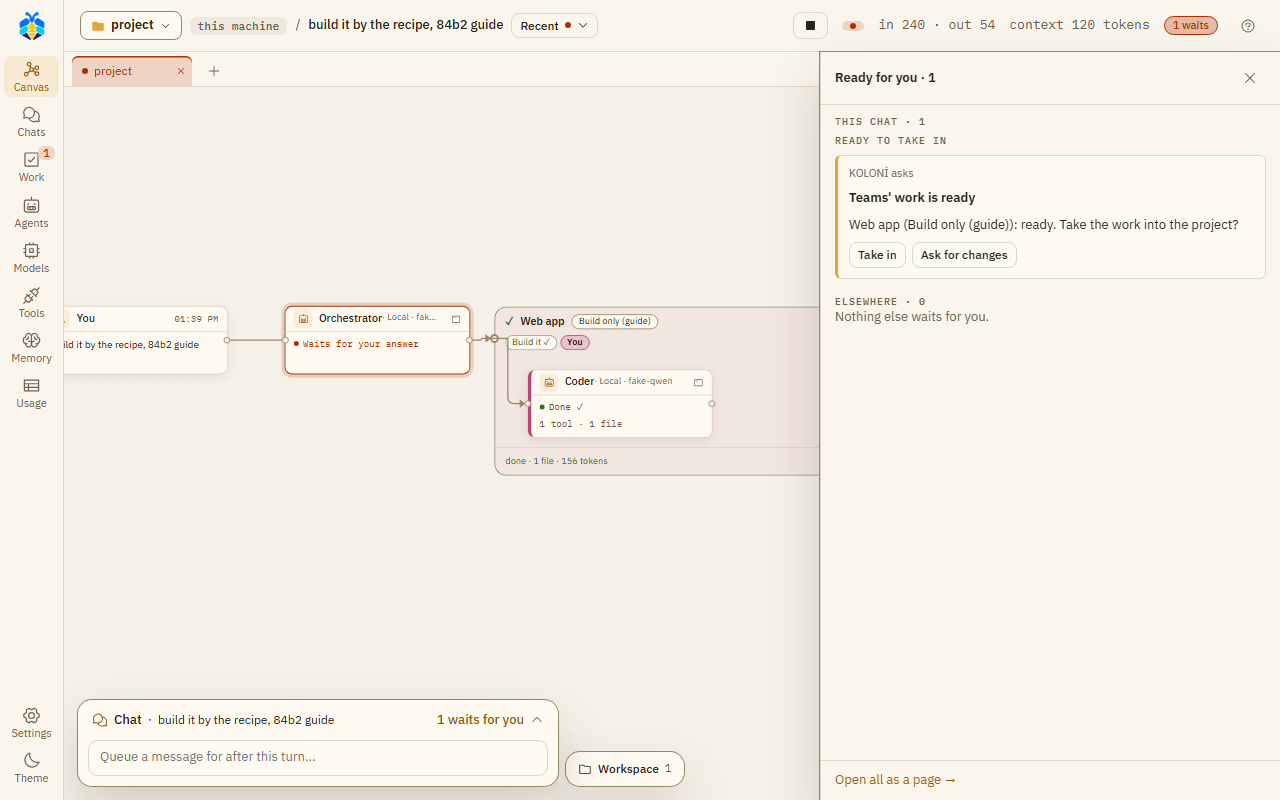 project
this machine
/
build it by the recipe, 84b2 guide
Recent
in 240 · out 54 context 120 tokens
1 waits
Canvas
Chats
1
Work
Agents
Models
Tools
Memory
Usage
Settings
Theme
project
You
01:39 PM
ild it by the recipe, 84b2 guide
Orchestrator · Local · fak...
Waits for your answer
✓ Web app
Build only (guide)
Build it ✓
You
Coder · Local · fake-qwen
Done ✓
1 tool · 1 file
done · 1 file · 156 tokens
Chat · build it by the recipe, 84b2 guide
1 waits for you
Queue a message for after this turn...
Workspace 1
Ready for you · 1
THIS CHAT · 1
READY TO TAKE IN
KOLONİ asks
Teams' work is ready
Web app (Build only (guide)): ready. Take the work into the project?
Take in
Ask for changes
ELSEWHERE · 0
Nothing else waits for you.
Open all as a page →